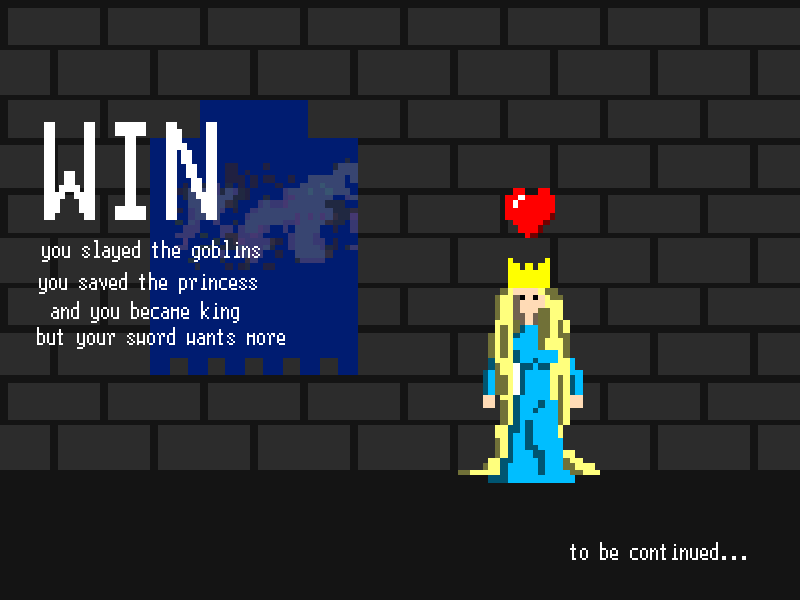 WIN
you slayed the goblins
you saved the princess
and you became king
but your sword wants more
to be continued...